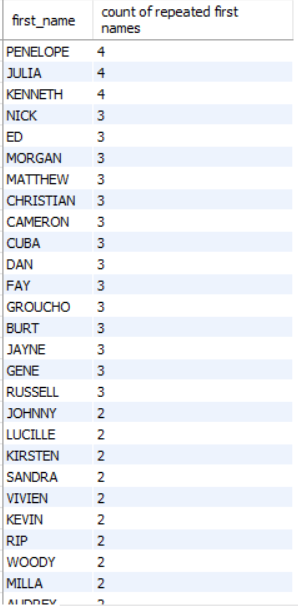 first_name count of repeated first names
PENELOPE 4
JULIA 4
KENNETH 4
NICK 3
ED 3
MORGAN 3
MATTHEW 3
CHRISTIAN 3
CAMERON 3
CUBA 3
DAN 3
FAY 3
GROUCHO 3
BURT 3
JAYNE 3
GENE 3
RUSSELL 3
JOHNNY 2
LUCILLE 2
KIRSTEN 2
SANDRA 2
VIVIEN 2
KEVIN 2
RIP 2
WOODY 2
MILLA 2
AUDREY 2